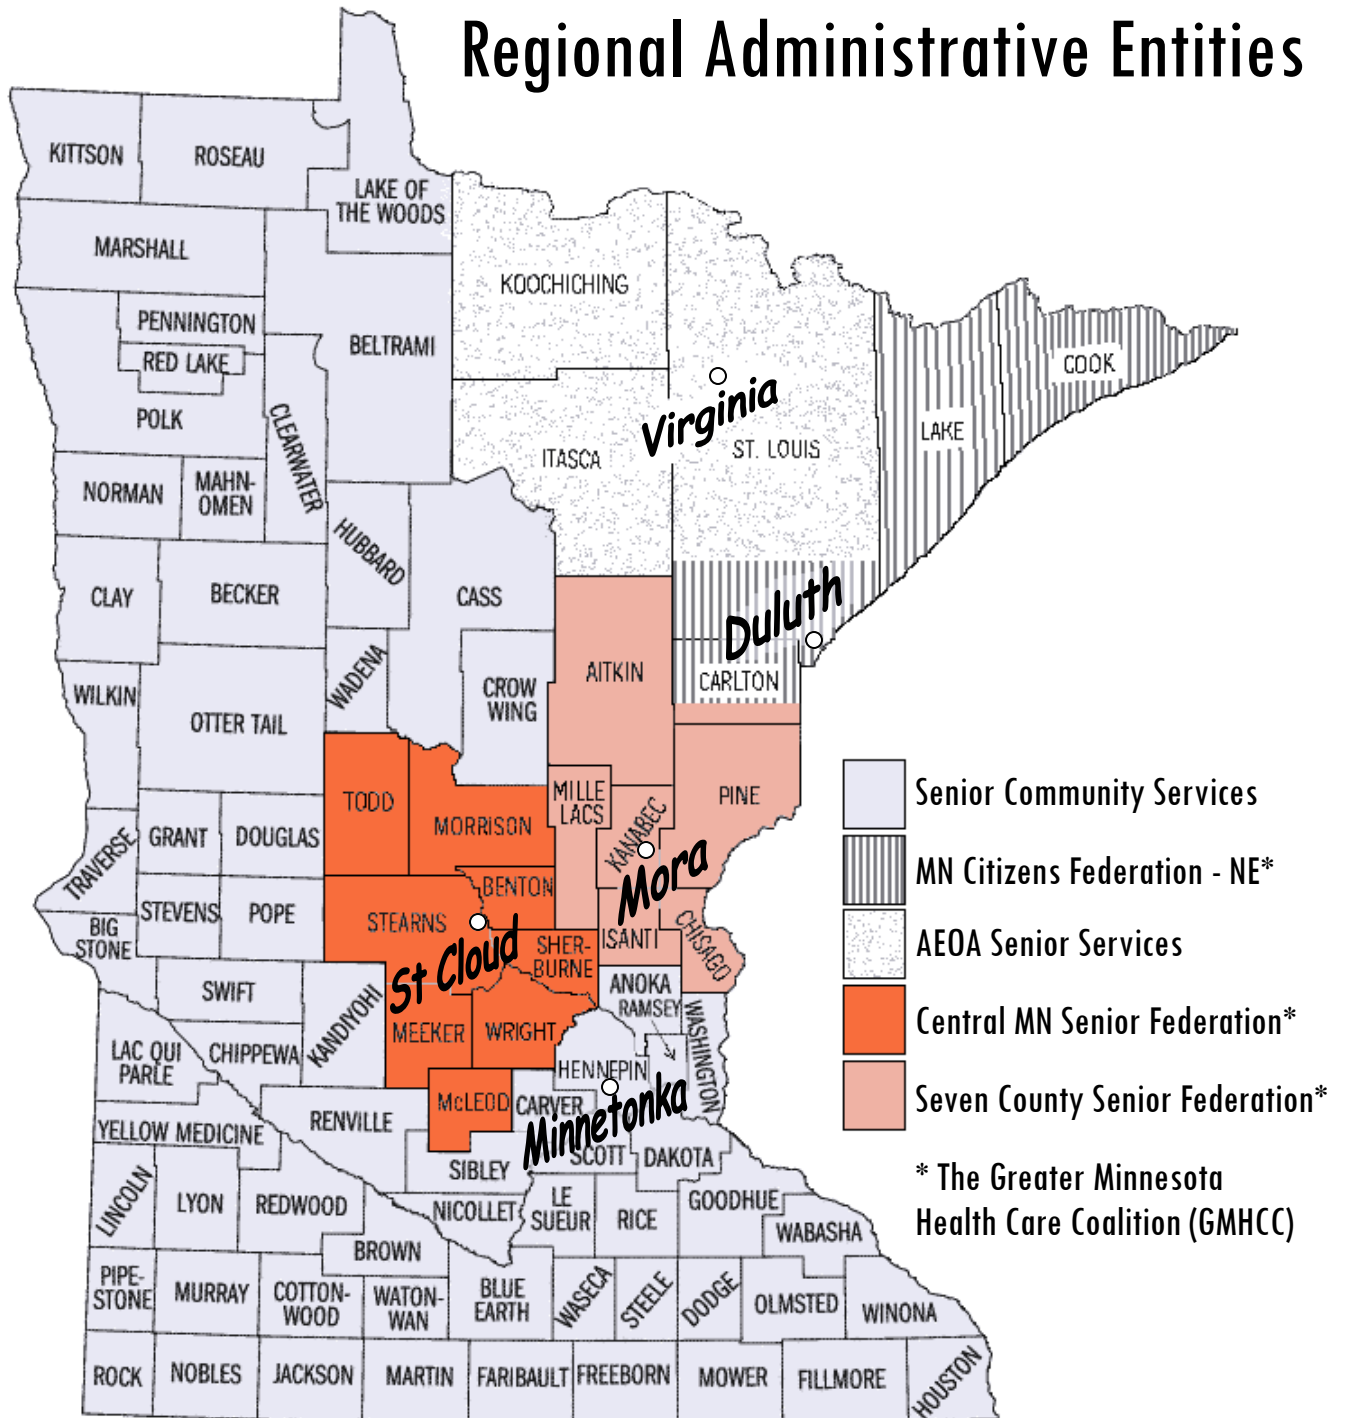 Regional Administrative Entities
KITTSON
ROSEAU
LAKE OF
THE WOODS
MARSHALL
KOOCHICHING
PENNINGTON
BELTRAMI
RED LAKE
COOK
POLK
CLEARWATER
Virginia
LAKE
ITASCA
ST. LOUIS
NORMAN
MAHN-
OMEN
HUBBARD
CLAY
BECKER
CASS
Duluth
WADENA
AITKIN
CARLTON
WILKIN
CROW
WING
OTTER TAIL
TODD
MILLE
LACS
PINE
MORRISON
KANABEC
GRANT
DOUGLAS
TRAVERSE
Mora
BENTON
STEVENS
POPE
STEARNS
BIG
STONE
ISANTI
CHISAGO
St Cloud
SHER-
BURNE
SWIFT
KANDIYOHI
ANOKA
RAMSEY
WASHINGTON
MEEKER
WRIGHT
LAC QUI
PARLE
CHIPPEWA
HENNEPIN
McLEOD
CARVER
Minnetonka
RENVILLE
YELLOW MEDICINE
SCOTT
DAKOTA
SIBLEY
LINCOLN
LYON
REDWOOD
NICOLLET
LE
SUEUR
RICE
GOODHUE
WABASHA
BROWN
PIPE-
STONE
MURRAY
COTTON-
WOOD
WATON-
WAN
BLUE
EARTH
WASECA
STEELE
DODGE
OLMSTED
WINONA
ROCK
NOBLES
JACKSON
MARTIN
FARIBAULT
FREEBORN
MOWER
FILLMORE
HOUSTON
Senior Community Services
MN Citizens Federation - NE*
AEOA Senior Services
Central MN Senior Federation*
Seven County Senior Federation*
* The Greater Minnesota
Health Care Coalition (GMHCC)